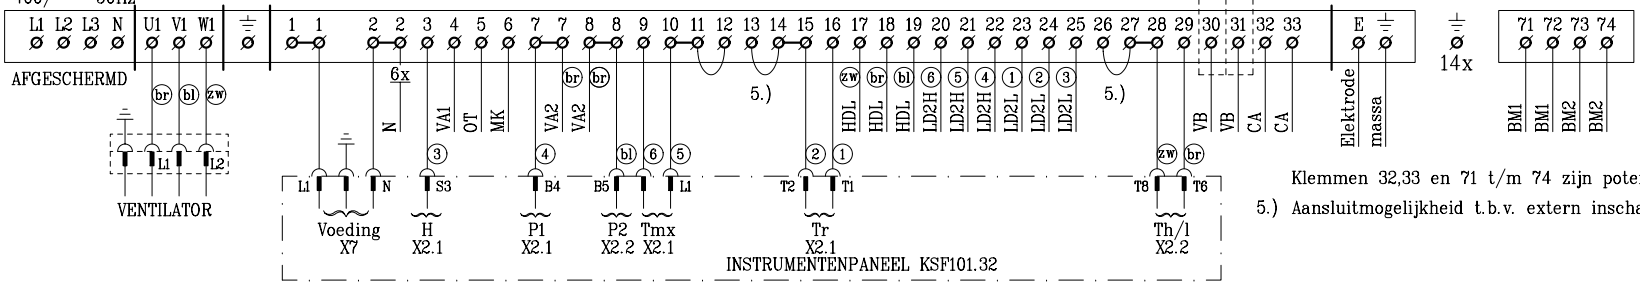 L1 L2 L3 N U1 V1 W1 1 1 2 2 3 4 5 6 7 7 8 8 9 10 11 12 13 14 15 16 17 18 19 20 21 22 23 24 25 26 27 28 29 30 31 32 33 E 71 72 73 74
AFGESCHERMD 6x 14x
br bl zw br br zw br bl 6 5 4 1 2 3
5.) 5.)
N VA1 OT MK VA2 VA2 HDL HDL HDL LD2H LD2H LD2H LD2L LD2L LD2L VB VB CA CA Elektrode massa BM1 BM1 BM2 BM2
3 4 bl 6 5 2 1 zw br
L1 L2
L1 N S3 B4 B5 L1 T2 T1 T8 T6
VENTILATOR
Klemmen 32,33 en 71 t/m 74 zijn
5.) Aansluitmogelijkheid t.b.v. extern
Voeding H P1 P2 Tmx Tr Th/l
X7 X2.1 X2.1 X2.2 X2.1 X2.1 X2.2
INSTRUMENTENPANEEL KSF101.32